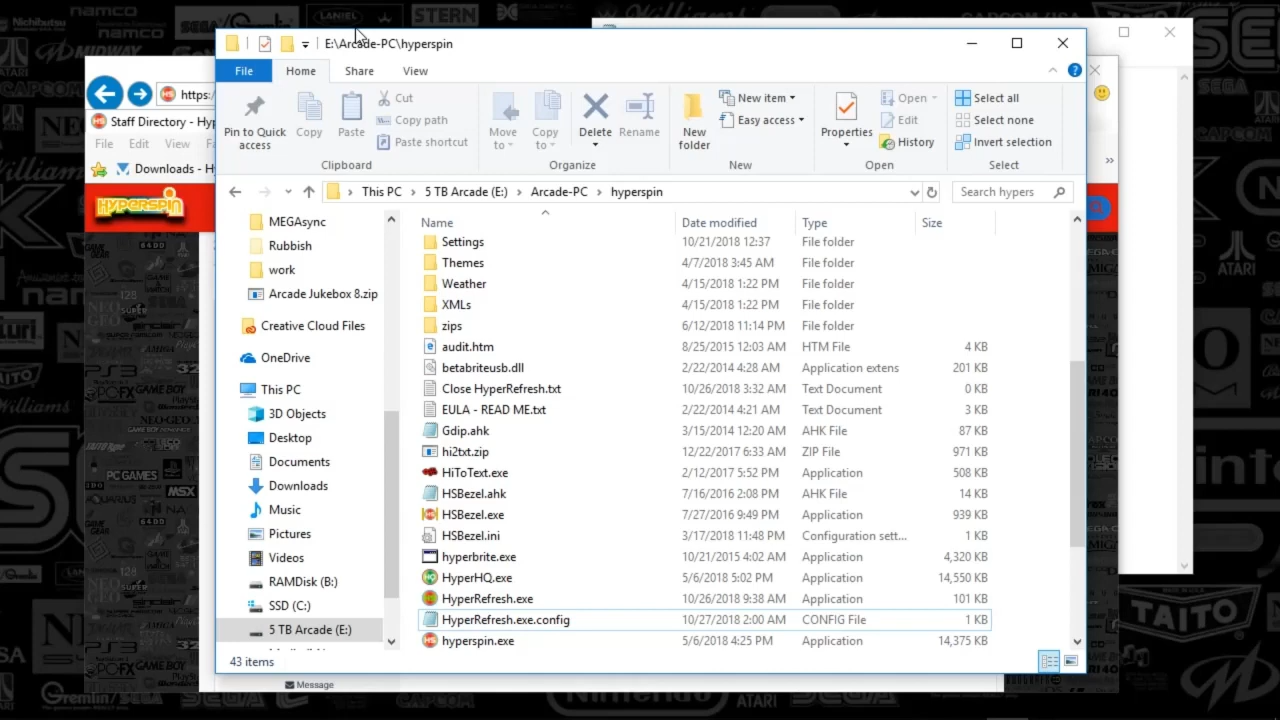 E:\Arcade-PC\hyperspin
File Home Share View
Pin to Quick access
Copy
Paste
Cut
Copy path
Paste shortcut
Clipboard
Move to
Copy to
Delete
Rename
Organize
New folder
New item
Easy access
New
Properties
Open
Edit
History
Open
Select all
Select none
Invert selection
Select
This PC > 5 TB Arcade (E:) > Arcade-PC > hyperspin
Search hypers
https:
Staff Directory - Hyp
File Edit View Fa
Downloads - H
HYPERSPIN
MEGAsync
Rubbish
work
Arcade Jukebox 8.zip
Creative Cloud Files
OneDrive
This PC
3D Objects
Desktop
Documents
Downloads
Music
Pictures
Videos
RAMDisk (B:)
SSD (C:)
5 TB Arcade (E:)
Name Date modified Type Size
Settings 10/21/2018 12:37 File folder
Themes 4/7/2018 3:45 AM File folder
Weather 4/15/2018 1:22 PM File folder
XMLs 4/15/2018 1:22 PM File folder
zips 6/12/2018 11:14 PM File folder
audit.htm 8/25/2015 12:03 AM HTM File 4 KB
betabriteusb.dll 2/22/2014 4:28 AM Application extens 201 KB
Close HyperRefresh.txt 10/26/2018 3:32 AM Text Document 0 KB
EULA - READ ME.txt 2/22/2014 4:21 AM Text Document 3 KB
Gdip.ahk 3/15/2014 12:20 AM AHK File 87 KB
hi2txt.zip 12/22/2017 6:33 AM ZIP File 971 KB
HiToText.exe 2/12/2017 5:52 PM Application 508 KB
HSBezel.ahk 7/16/2016 2:08 PM AHK File 14 KB
HSBezel.exe 7/27/2016 9:49 PM Application 939 KB
HSBezel.ini 3/17/2018 11:48 PM Configuration sett... 1 KB
hyperbrite.exe 10/21/2015 4:02 AM Application 4,320 KB
HyperHQ.exe 5/6/2018 5:02 PM Application 14,550 KB
HyperRefresh.exe 10/26/2018 9:38 AM Application 101 KB
HyperRefresh.exe.config 10/27/2018 2:00 AM CONFIG File 1 KB
hyperspin.exe 5/6/2018 4:25 PM Application 14,375 KB
43 items
Message
Nichibutsu
namco
namco
ATARI
MIDWAY
LANIEL
STERN
CAPCOM
SEGA
ATARI
Williams
PC GAMES
MSX
GAME BOY
PC-FX
Gremlin/SEGA
Nintendo
ATARI
TAITO